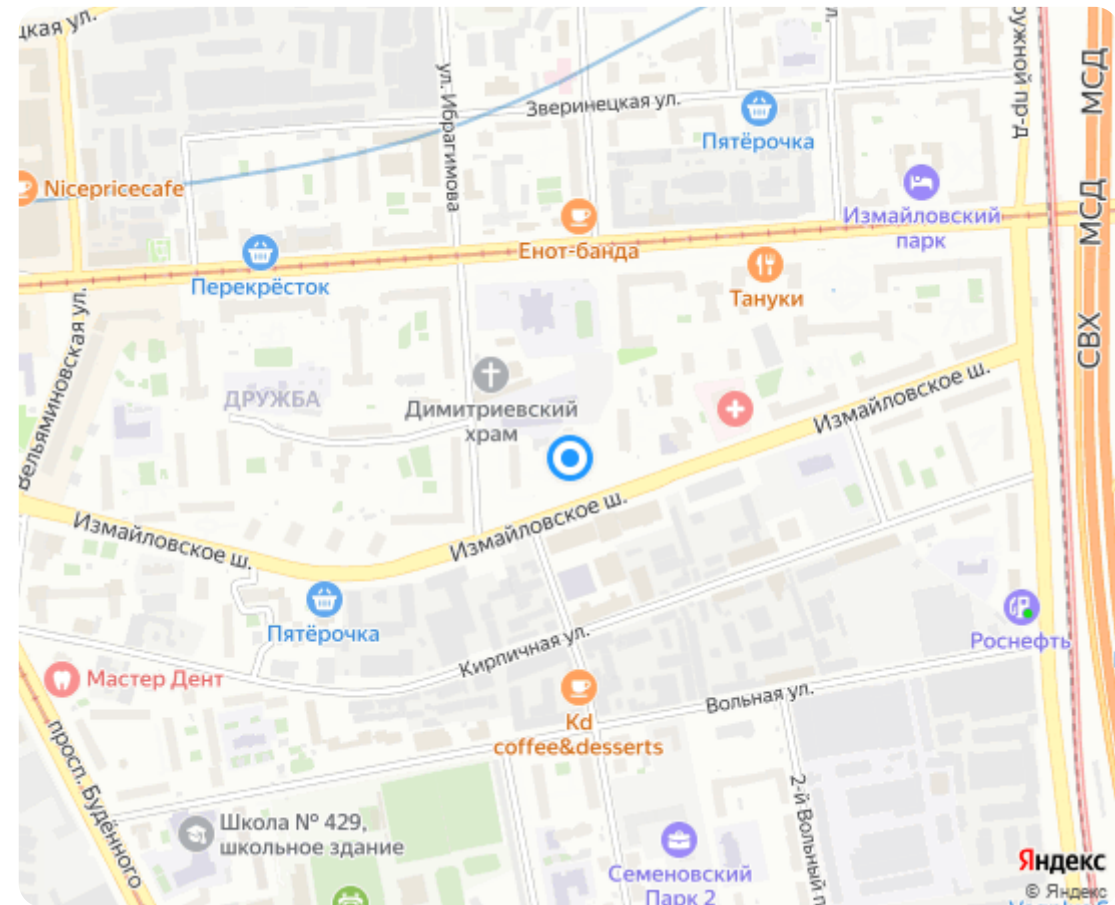 ул. Ибрагимова
Зверинецкая ул.
Пятёрочка
Nicepricecafe
Измайловский
парк
Енот-банда
Перекрёсток
Тануки
МСД
МСД
СВХ
Вельяминовская ул.
ДРУЖБА
Димитриевский
храм
Измайловское ш.
Измайловское ш.
Измайловское ш.
Пятёрочка
Роснефть
Кирпичная ул.
Мастер Дент
Вольная ул.
Kd
coffee&desserts
просп. Будённого
2-й Вольный п
Школа № 429,
школьное здание
Семеновский
Парк 2
Яндекс
© Яндекс